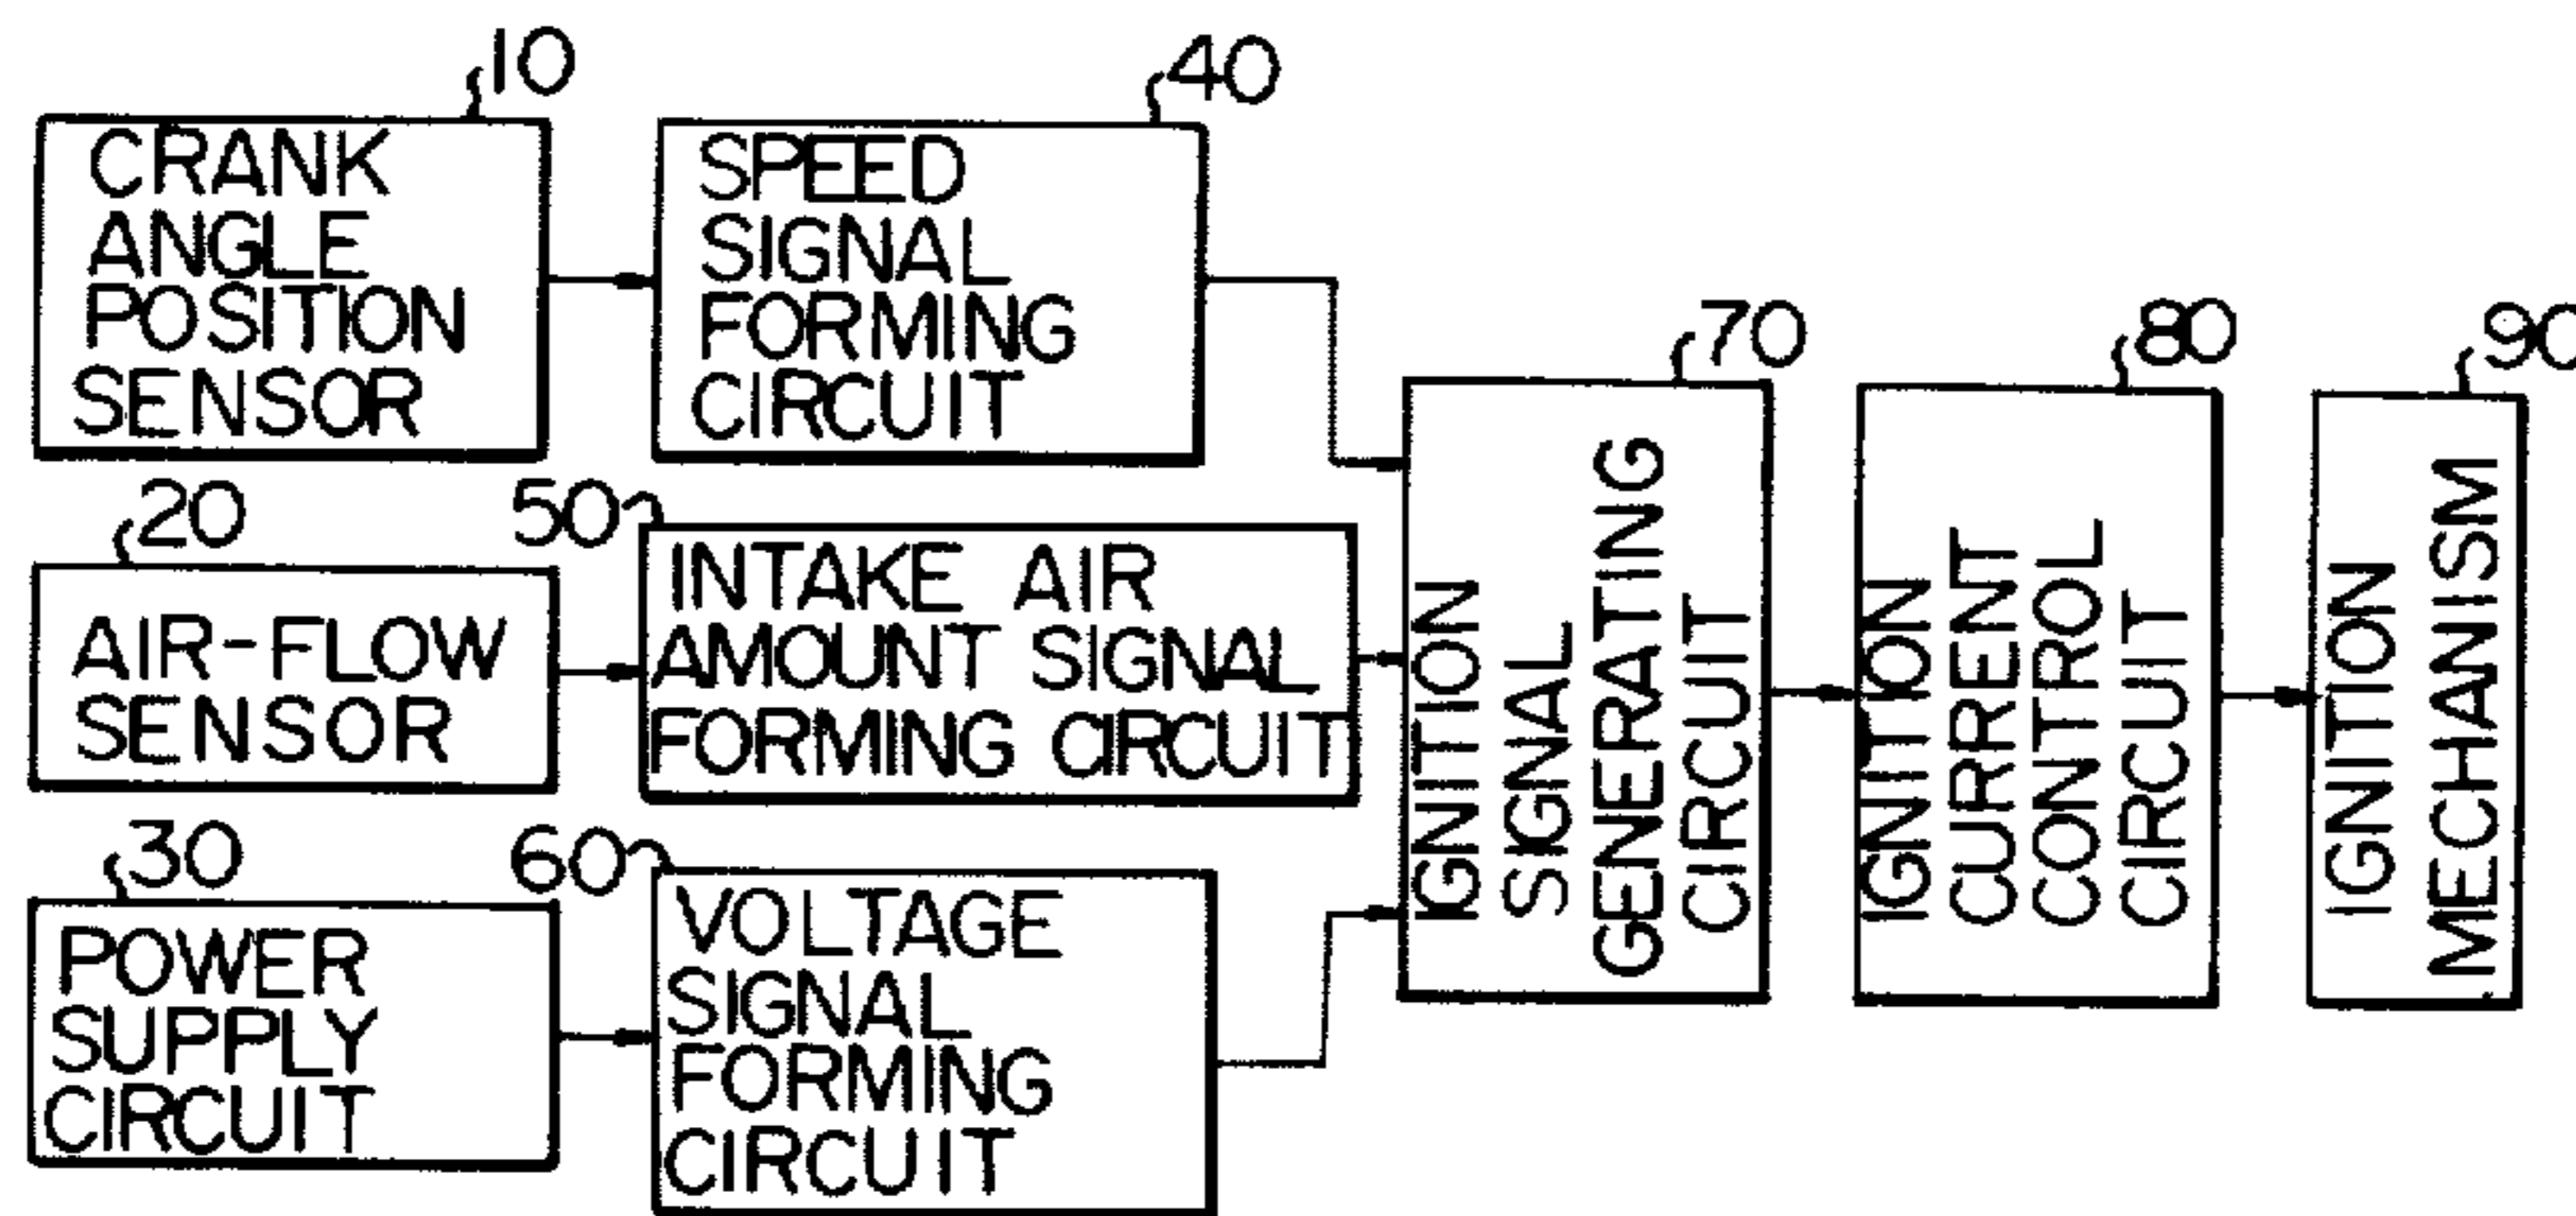 10
CRANK
ANGLE
POSITION
SENSOR
40
SPEED
SIGNAL
FORMING
CIRCUIT
20
AIR-FLOW
SENSOR
50
INTAKE AIR
AMOUNT SIGNAL
FORMING CIRCUIT
30
POWER
SUPPLY
CIRCUIT
60
VOLTAGE
SIGNAL
FORMING
CIRCUIT
70
IGNITION
SIGNAL
GENERATING
CIRCUIT
80
IGNITION
CURRENT
CONTROL
CIRCUIT
90
IGNITION
MECHANISM